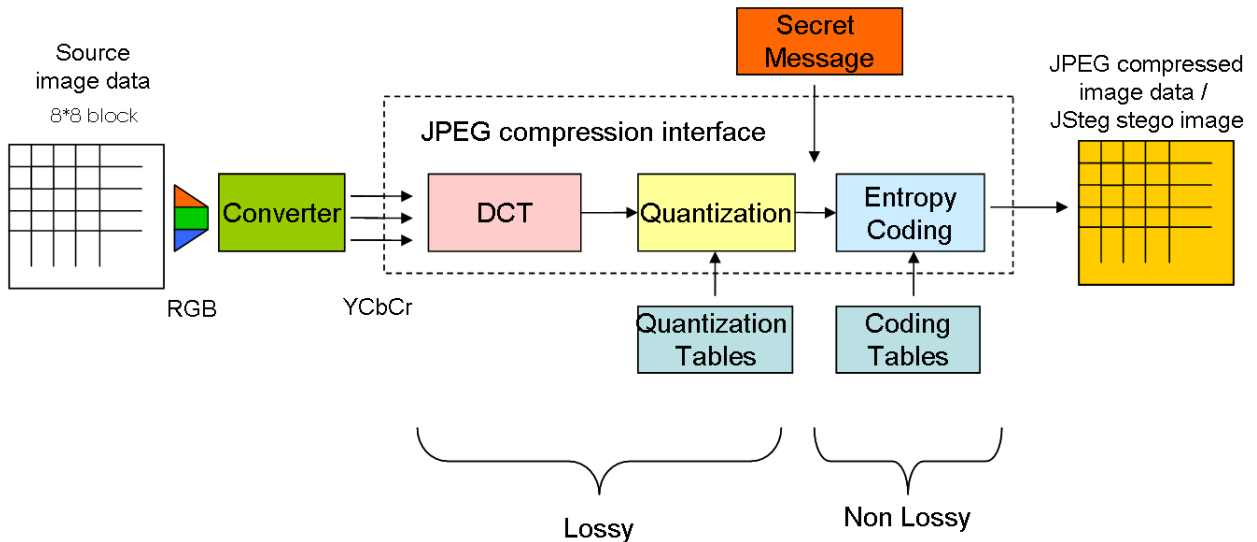 Source
image data
8*8 block
RGB
Converter
YCbCr
JPEG compression interface
DCT
Quantization
Secret
Message
Entropy
Coding
Quantization
Tables
Coding
Tables
JPEG compressed
image data /
JSteg stego image
Lossy
Non Lossy